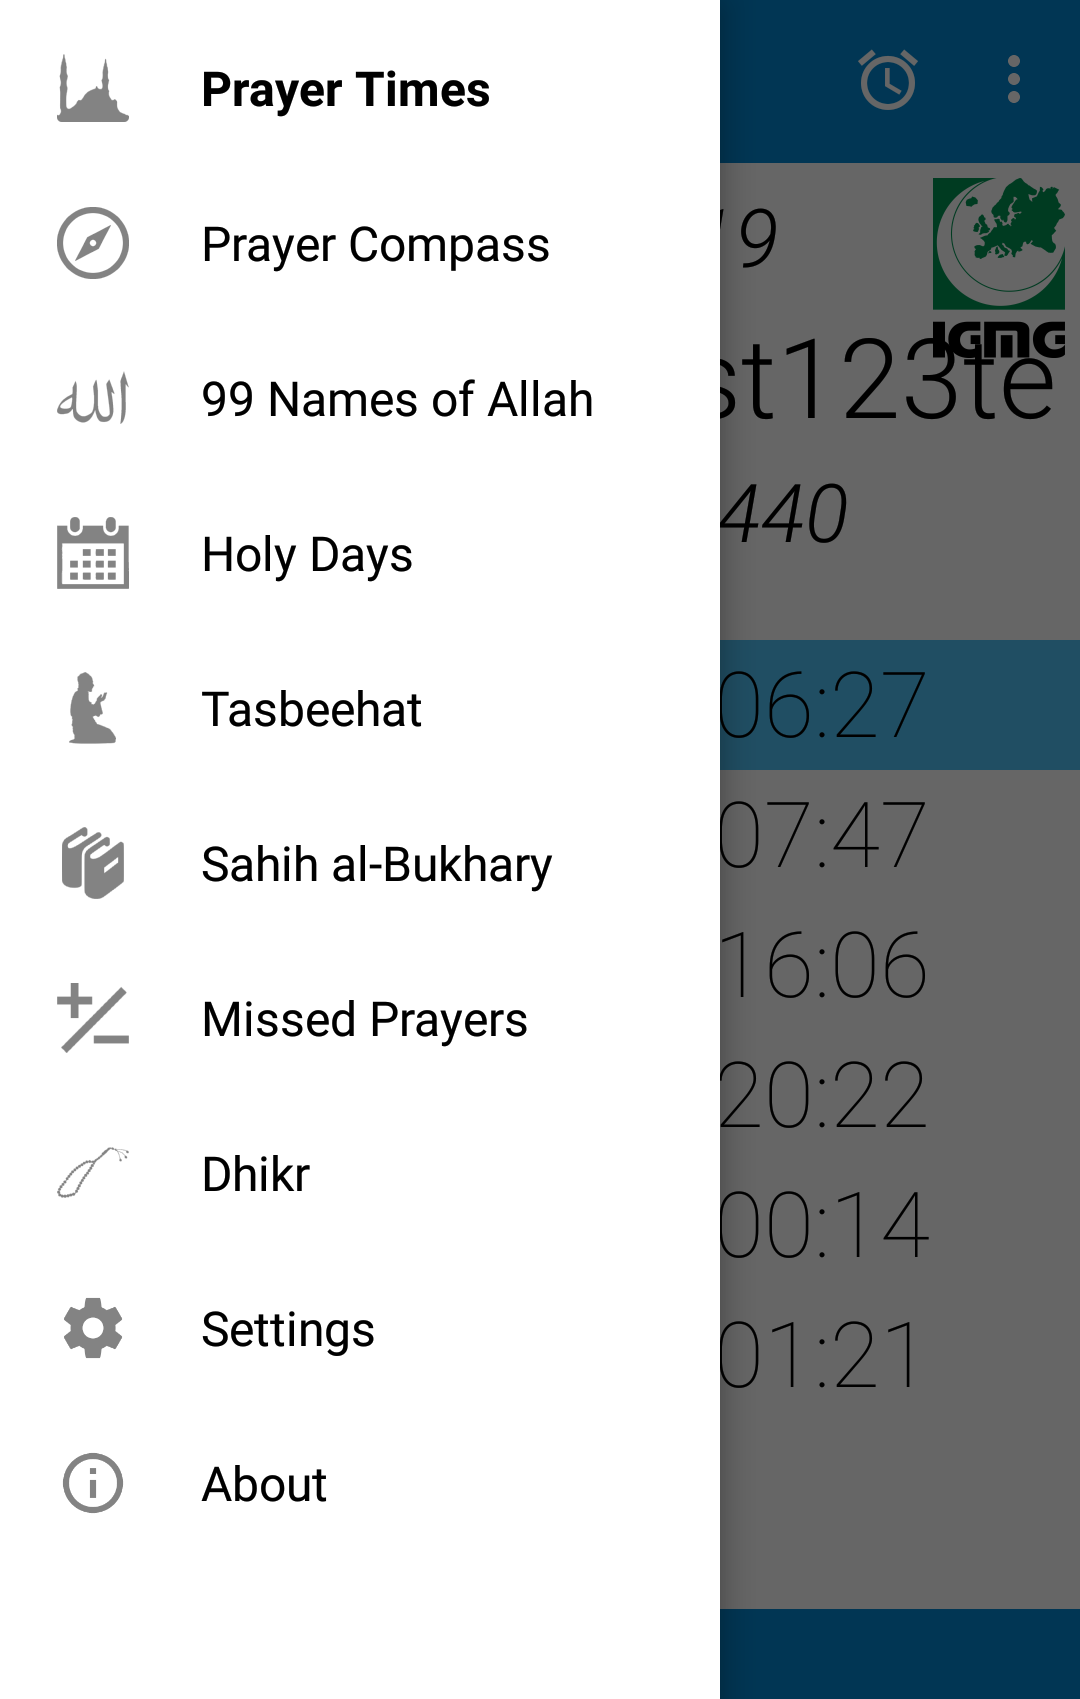 Prayer Times
Prayer Compass
99 Names of Allah
Holy Days
Tasbeehat
Sahih al-Bukhary
Missed Prayers
Dhikr
Settings
About
9
IGMG
st123te
440
06:27
07:47
16:06
20:22
00:14
01:21